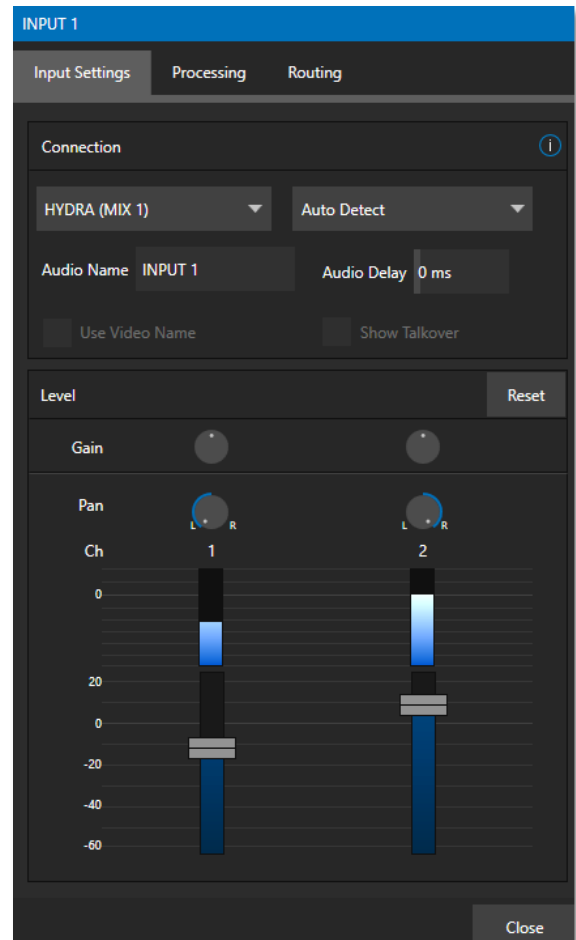 INPUT 1
Input Settings Processing Routing
Connection i
HYDRA (MIX 1) Auto Detect
Audio Name INPUT 1 Audio Delay 0 ms
Use Video Name Show Talkover
Level Reset
Gain
Pan L R L R
Ch 1 2
0
20
0
-20
-40
-60
Close